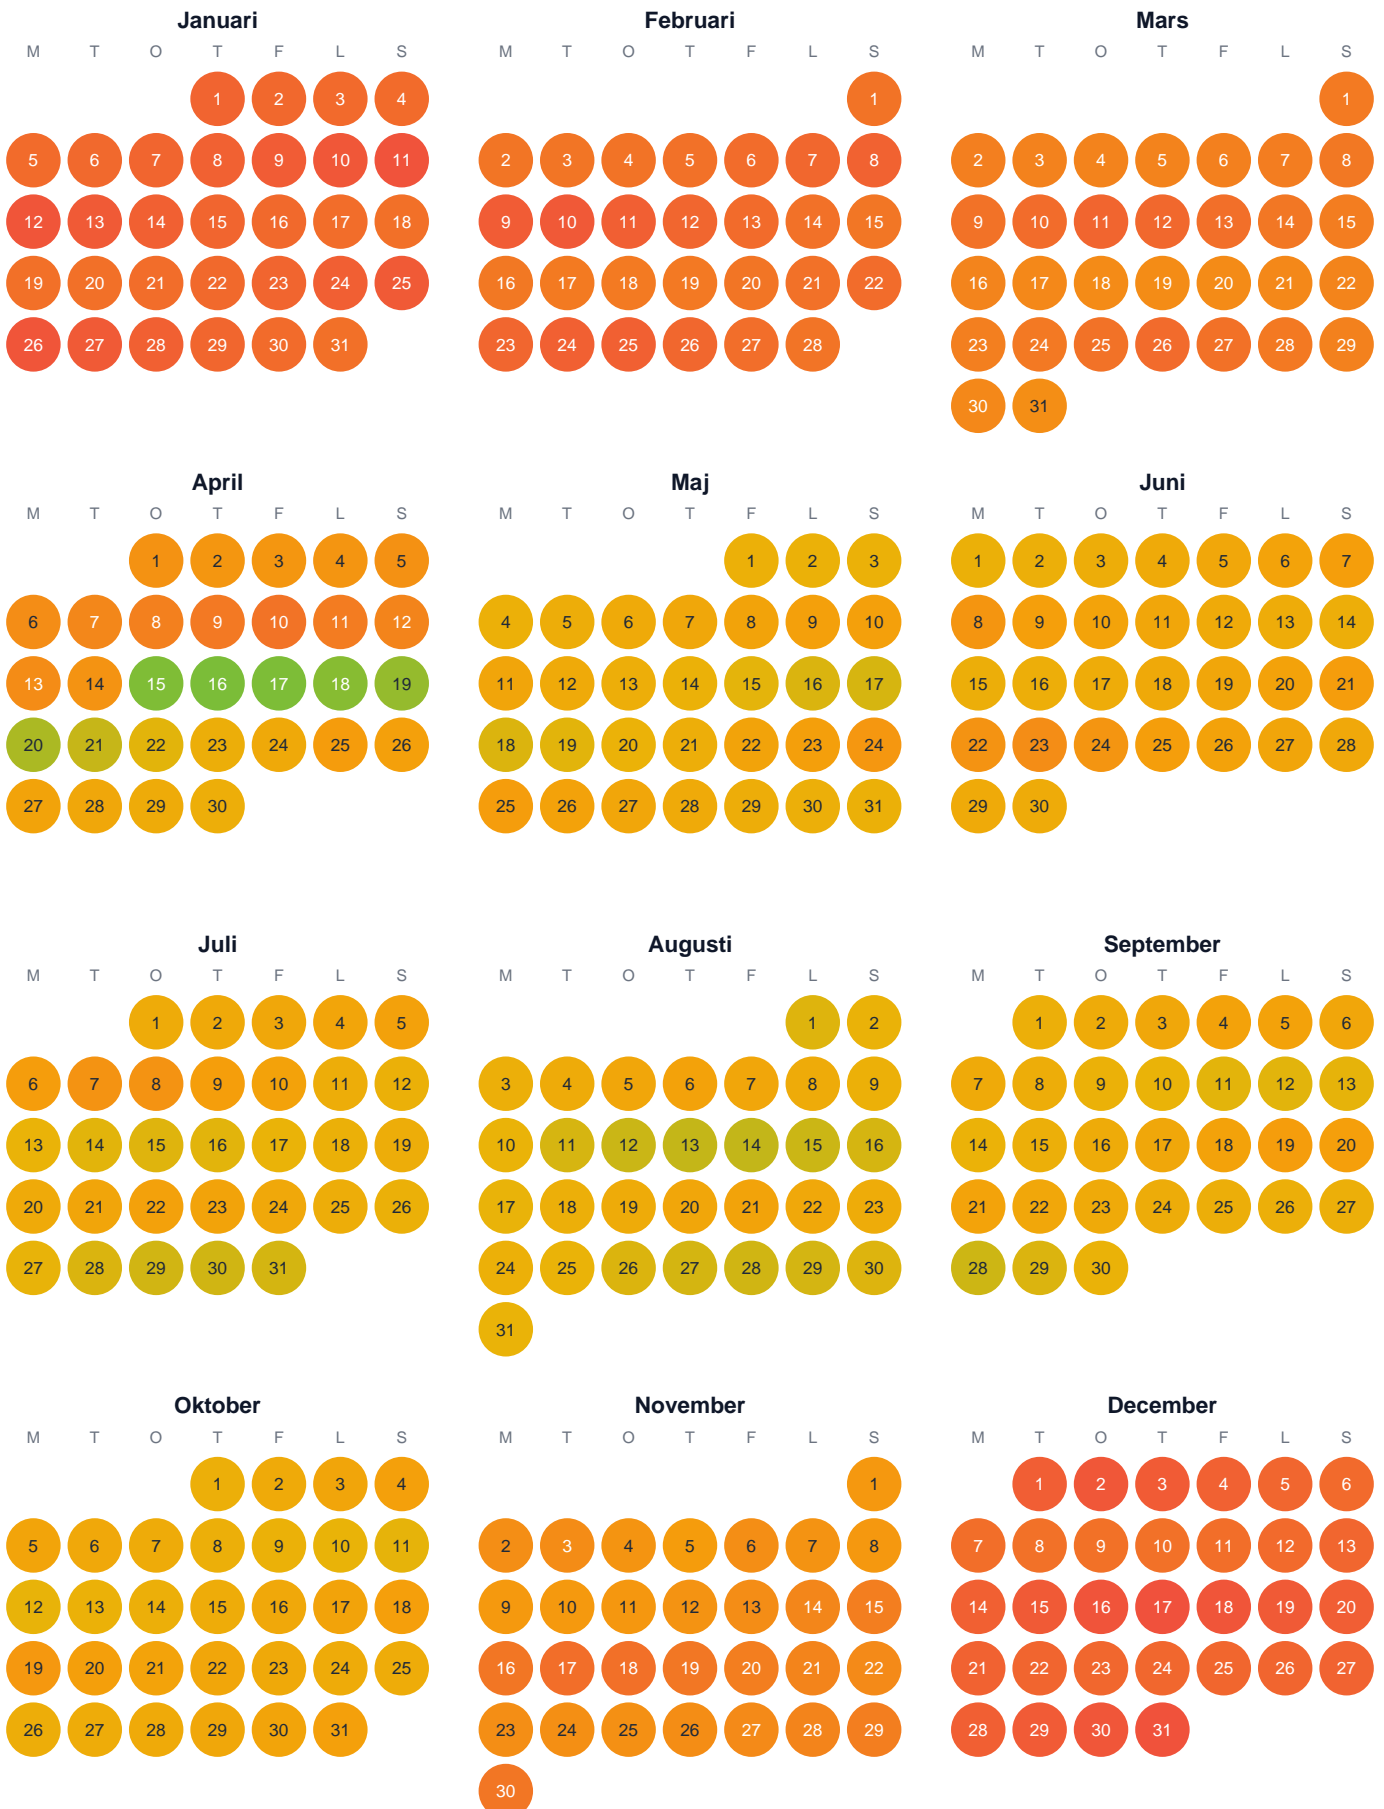 Januari Februari Mars
M T O T F L S M T O T F L S M T O T F L S
1 2 3 4 1 1
5 6 7 8 9 10 11 2 3 4 5 6 7 8 2 3 4 5 6 7 8
12 13 14 15 16 17 18 9 10 11 12 13 14 15 9 10 11 12 13 14 15
19 20 21 22 23 24 25 16 17 18 19 20 21 22 16 17 18 19 20 21 22
26 27 28 29 30 31 23 24 25 26 27 28 23 24 25 26 27 28 29
30 31
April Maj Juni
M T O T F L S M T O T F L S M T O T F L S
1 2 3 4 5 1 2 3 1 2 3 4 5 6 7
6 7 8 9 10 11 12 4 5 6 7 8 9 10 8 9 10 11 12 13 14
13 14 15 16 17 18 19 11 12 13 14 15 16 17 15 16 17 18 19 20 21
20 21 22 23 24 25 26 18 19 20 21 22 23 24 22 23 24 25 26 27 28
27 28 29 30 25 26 27 28 29 30 31 29 30
Juli Augusti September
M T O T F L S M T O T F L S M T O T F L S
1 2 3 4 5 1 2 1 2 3 4 5 6
6 7 8 9 10 11 12 3 4 5 6 7 8 9 7 8 9 10 11 12 13
13 14 15 16 17 18 19 10 11 12 13 14 15 16 14 15 16 17 18 19 20
20 21 22 23 24 25 26 17 18 19 20 21 22 23 21 22 23 24 25 26 27
27 28 29 30 31 24 25 26 27 28 29 30 28 29 30
31
Oktober November December
M T O T F L S M T O T F L S M T O T F L S
1 2 3 4 1 1 2 3 4 5 6
5 6 7 8 9 10 11 2 3 4 5 6 7 8 7 8 9 10 11 12 13
12 13 14 15 16 17 18 9 10 11 12 13 14 15 14 15 16 17 18 19 20
19 20 21 22 23 24 25 16 17 18 19 20 21 22 21 22 23 24 25 26 27
26 27 28 29 30 31 23 24 25 26 27 28 29 28 29 30 31
30